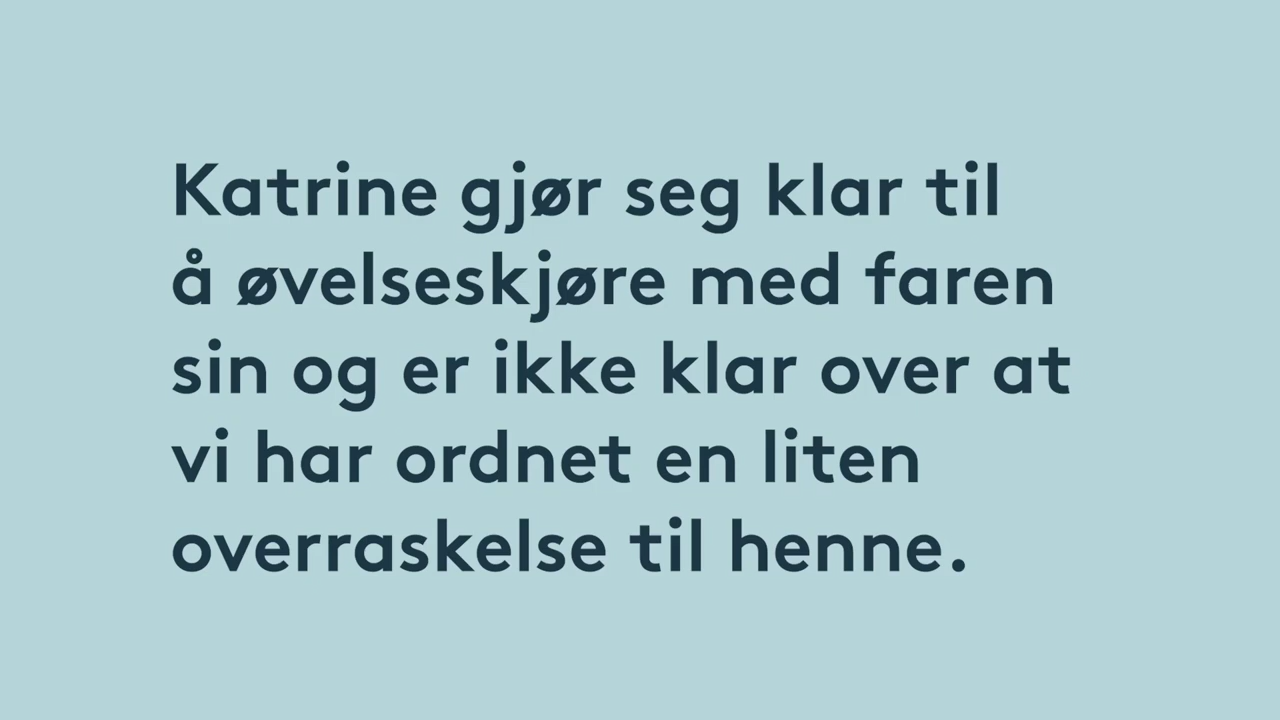 Katrine gjør seg klar til
å øvelseskjøre med faren
sin og er ikke klar over at
vi har ordnet en liten
overraskelse til henne.